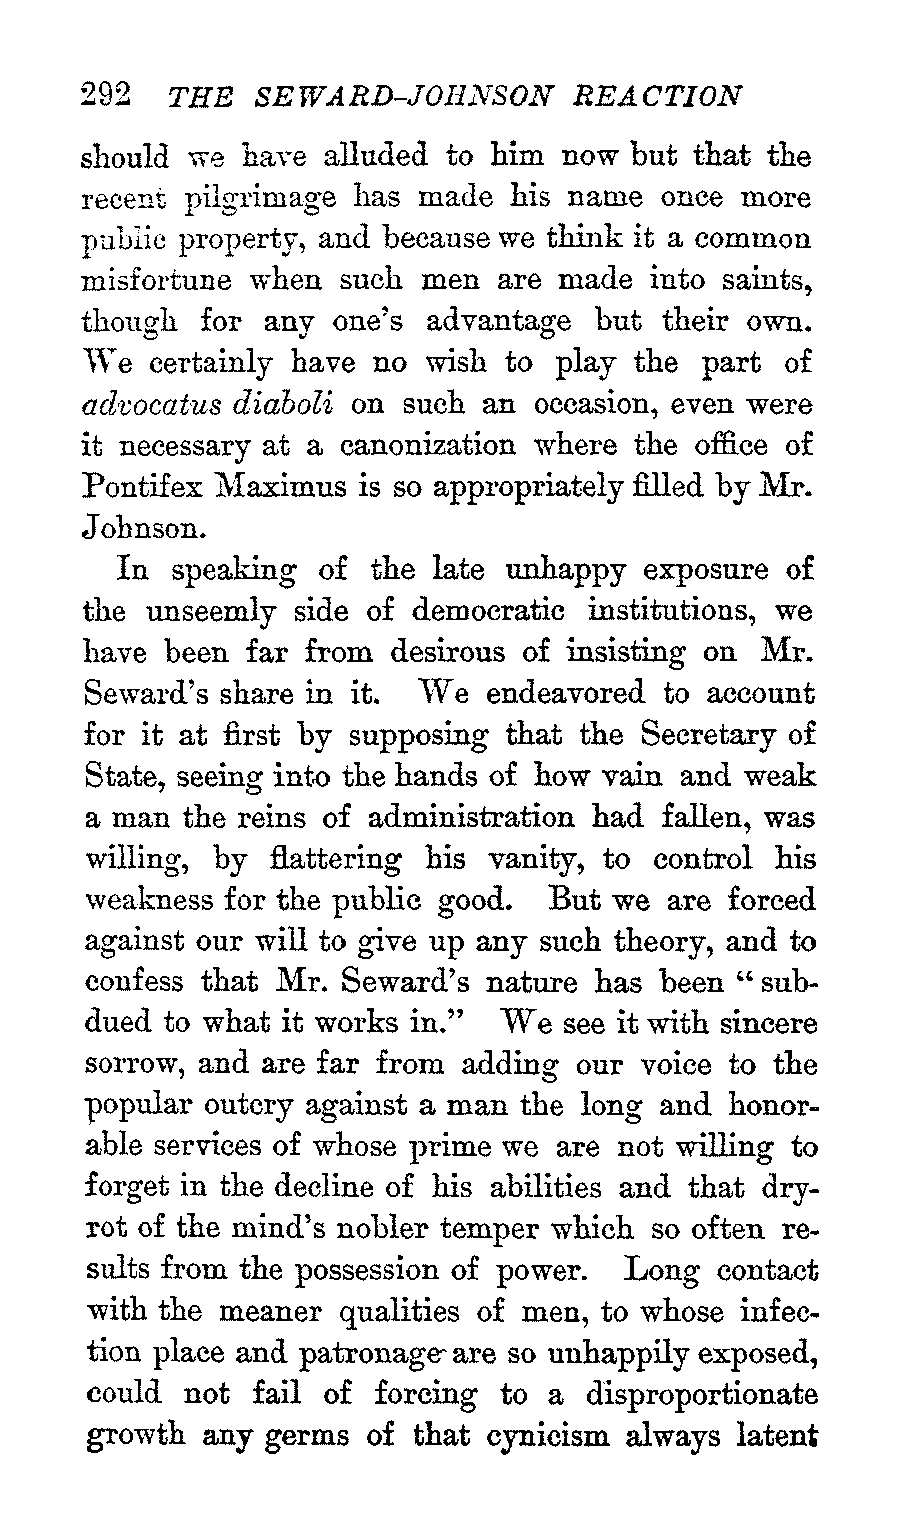 292 THE SEWARD-JOHNSON REACTION
should we have alluded to him now but that the
recent pilgrimage has made his name once more
public property, and because we think it a common
misfortune when such men are made into saints,
though for any one's advantage but their own.
We certainly have no wish to play the part of
advocatus diaboli on such an occasion, even were
it necessary at a canonization where the office of
Pontifex Maximus is so appropriately filled by Mr.
Johnson.
In speaking of the late unhappy exposure of
the unseemly side of democratic institutions, we
have been far from desirous of insisting on Mr.
Seward's share in it. We endeavored to account
for it at first by supposing that the Secretary of
State, seeing into the hands of how vain and weak
a man the reins of administration had fallen, was
willing, by flattering his vanity, to control his
weakness for the public good. But we are forced
against our will to give up any such theory, and to
confess that Mr. Seward's nature has been "sub-
dued to what it works in." We see it with sincere
sorrow, and are far from adding our voice to the
popular outcry against a man the long and honor-
able services of whose prime we are not willing to
forget in the decline of his abilities and that dry-
rot of the mind's nobler temper which so often re-
sults from the possession of power. Long contact
with the meaner qualities of men, to whose infec-
tion place and patronage are so unhappily exposed,
could not fail of forcing to a disproportionate
growth any germs of that cynicism always latent